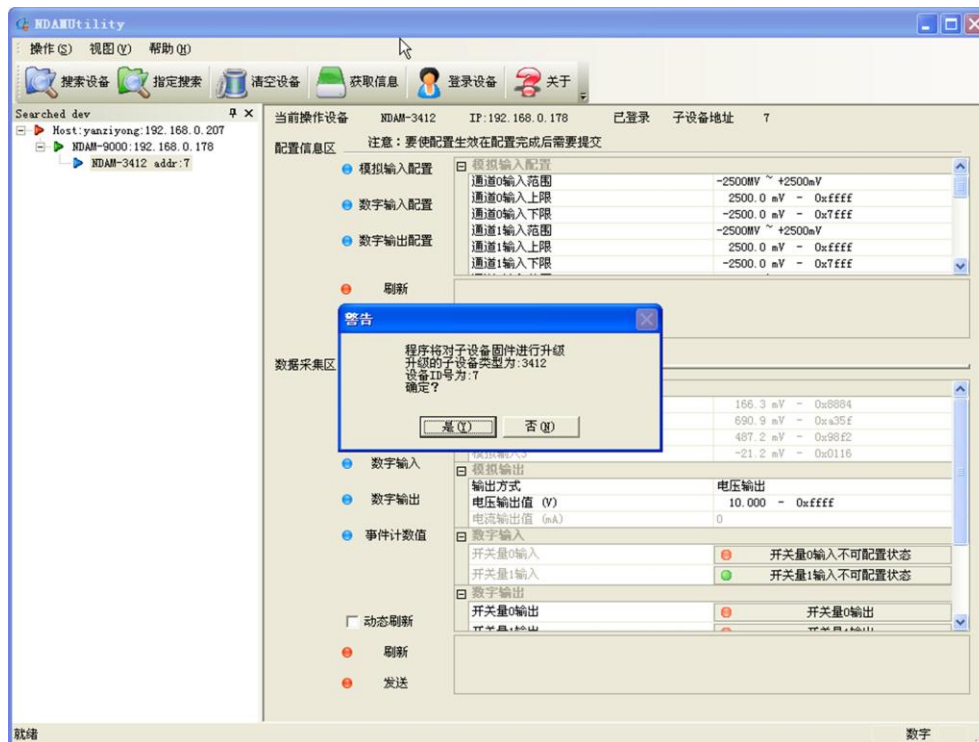 NDAMUtility
操作(S) 视图(V) 帮助(H)
搜索设备 指定搜索 清空设备 获取信息 登录设备 关于
Searched dev
Host:yanziyong:192.168.0.207
NDAM-9000:192.168.0.178
NDAM-3412 addr:7
当前操作设备 NDAM-3412 IP:192.168.0.178 已登录 子设备地址 7
配置信息区 注意：要使配置生效在配置完成后需要提交
模拟输入配置
数字输入配置
数字输出配置
刷新
模拟输入配置
通道0输入范围 -2500MV ~ +2500mV
通道0输入上限 2500.0 mV - 0xffff
通道0输入下限 -2500.0 mV - 0x7fff
通道1输入范围 -2500MV ~ +2500mV
通道1输入上限 2500.0 mV - 0xffff
通道1输入下限 -2500.0 mV - 0x7fff
警告
程序将对子设备固件进行升级
升级的子设备类型为:3412
设备ID号为:7
确定?
是(Y) 否(N)
数据采集区
166.3 mV - 0x8884
690.9 mV - 0xa35f
487.2 mV - 0x98f2
模拟输入3 -21.2 mV - 0x0116
数字输入
数字输出
事件计数值
模拟输出
输出方式 电压输出
电压输出值 (V) 10.000 - 0xffff
电流输出值 (mA) 0
数字输入
开关量0输入 开关量0输入不可配置状态
开关量1输入 开关量1输入不可配置状态
数字输出
开关量0输出 开关量0输出
开关量1输出 开关量1输出
动态刷新
刷新
发送
就绪 数字